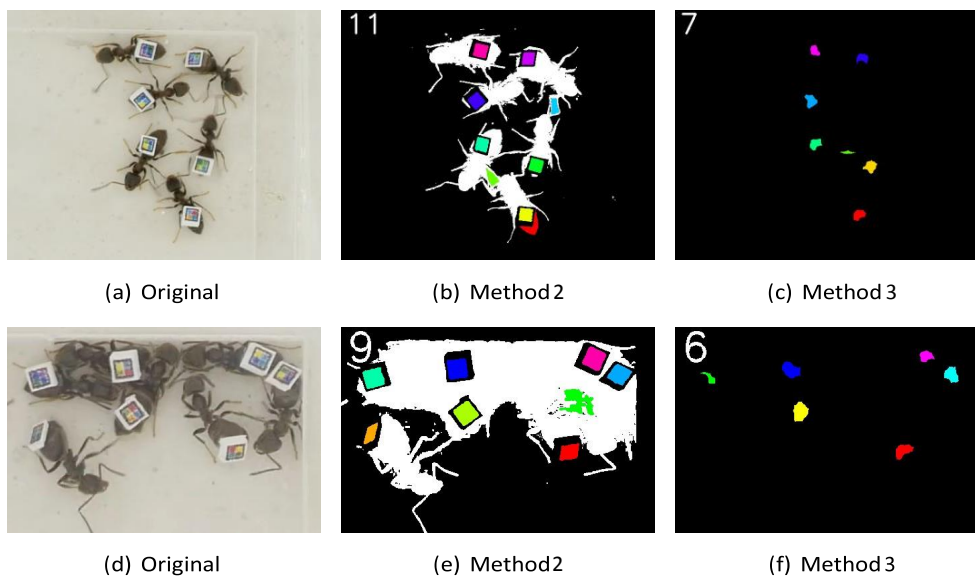 11
7
(a) Original
(b) Method 2
(c) Method 3
9
6
(d) Original
(e) Method 2
(f) Method 3